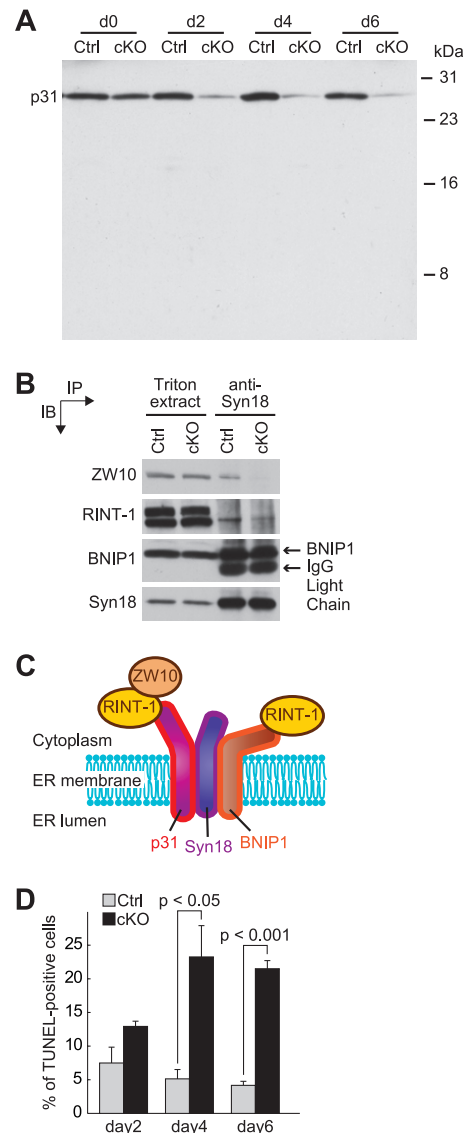 A
d0 d2 d4 d6
Ctrl cKO Ctrl cKO Ctrl cKO Ctrl cKO
kDa
p31
31
23
16
8
B
IP
IB
Triton extract
anti-Syn18
Ctrl cKO Ctrl cKO
ZW10
RINT-1
BNIP1
BNIP1
IgG
Light
Chain
Syn18
C
ZW10
RINT-1
RINT-1
Cytoplasm
ER membrane
ER lumen
p31 Syn18 BNIP1
D
Ctrl
cKO
p < 0.05
p < 0.001
% of TUNEL-positive cells
30
25
20
15
10
5
0
day2 day4 day6